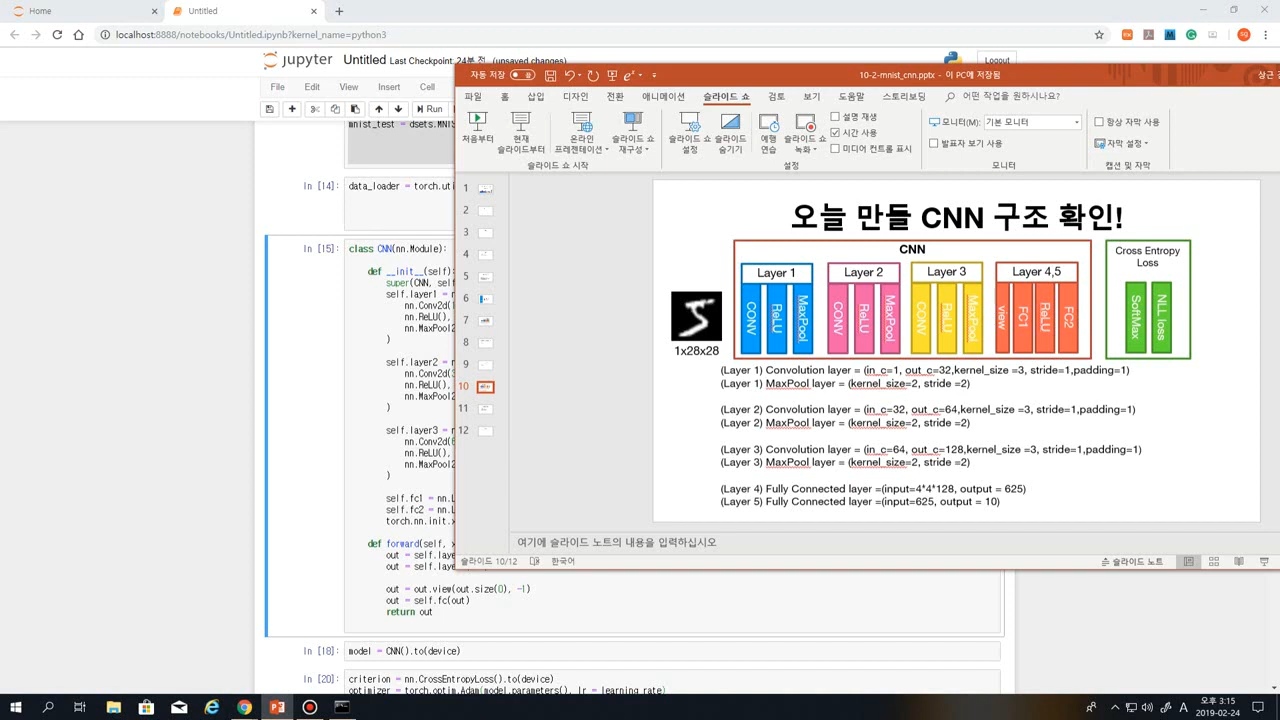 Home
Untitled
localhost:8888/notebooks/Untitled.ipynb?kernel_name=python3
jupyter Untitled Last Checkpoint: 24분 전 (unsaved changes)
Logout
File Edit View Insert Cell
Run
mnist_test = dsets.MNIS
In [14]: data_loader = torch.uti
In [15]: class CNN(nn.Module):
def __init__(self):
super(CNN, self
self.layer1 =
nn.Conv2d(1
nn.ReLU(),
nn.MaxPool2
)
self.layer2 =
nn.Conv2d(3
nn.ReLU(),
nn.MaxPool2
)
self.layer3 =
nn.Conv2d(6
nn.ReLU(),
nn.MaxPool2
)
self.fc1 = nn.L
self.fc2 = nn.L
torch.nn.init.x
def forward(self, x
out = self.laye
out = self.laye
out = out.view(out.size(0), -1)
out = self.fc(out)
return out
In [18]: model = CNN().to(device)
In [20]: criterion = nn.CrossEntropyLoss().to(device)
optimizer = torch.optim.Adam(model.parameters(), lr = learning_rate)
자동 저장
10-2-mnist_cnn.pptx - 이 PC에 저장됨
상근
파일 홈 삽입 디자인 전환 애니메이션 슬라이드 쇼 검토 보기 도움말 스토리보딩 어떤 작업을 원하시나요?
처음부터
현재 슬라이드부터
온라인 프레젠테이션
슬라이드 쇼 재구성
슬라이드 쇼 시작
슬라이드 쇼 설정
슬라이드 숨기기
예행 연습
슬라이드 쇼 녹화
설명 재생
시간 사용
미디어 컨트롤 표시
설정
모니터(M): 기본 모니터
발표자 보기 사용
모니터
항상 자막 사용
자막 설정
캡션 및 자막
1
2
3
5
6
7
8
9
10
11
12
오늘 만들 CNN 구조 확인!
CNN
Layer 1
Layer 2
Layer 3
Layer 4,5
Cross Entropy
Loss
CONV
ReLU
MaxPool
CONV
ReLU
MaxPool
CONV
ReLU
MaxPool
view
FC1
ReLU
FC2
SoftMax
NLL loss
1x28x28
(Layer 1) Convolution layer = (in_c=1, out_c=32,kernel_size =3, stride=1,padding=1)
(Layer 1) MaxPool layer = (kernel_size=2, stride =2)
(Layer 2) Convolution layer = (in_c=32, out_c=64,kernel_size =3, stride=1,padding=1)
(Layer 2) MaxPool layer = (kernel_size=2, stride =2)
(Layer 3) Convolution layer = (in_c=64, out_c=128,kernel_size =3, stride=1,padding=1)
(Layer 3) MaxPool layer = (kernel_size=2, stride =2)
(Layer 4) Fully Connected layer =(input=4*4*128, output = 625)
(Layer 5) Fully Connected layer =(input=625, output = 10)
여기에 슬라이드 노트의 내용을 입력하십시오
슬라이드 10/12
한국어
슬라이드 노트
A
오후 3:15
2019-02-24